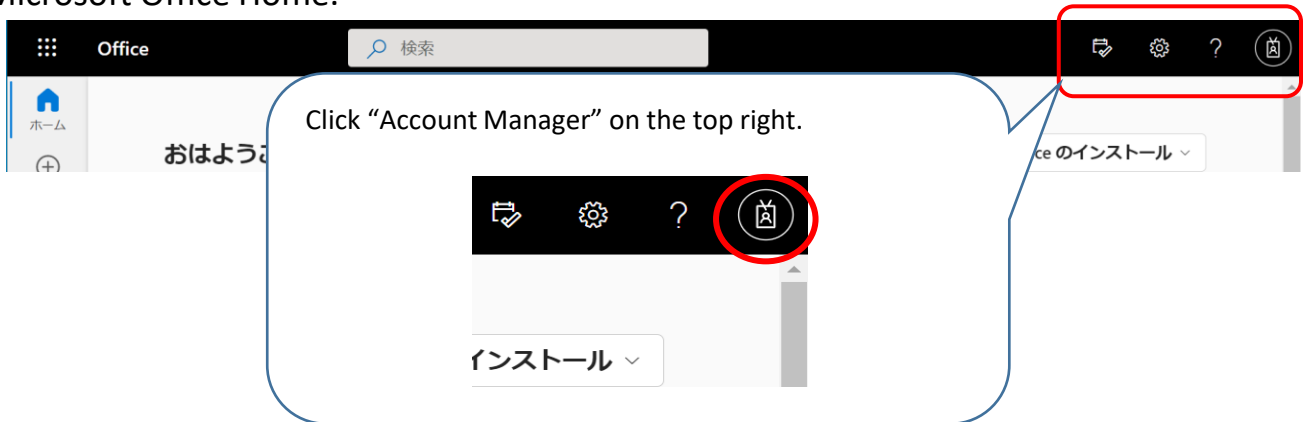 Microsoft Office Home.
Office
検索
ホーム
おはようご
ce のインストール
Click “Account Manager” on the top right.
?
インストール